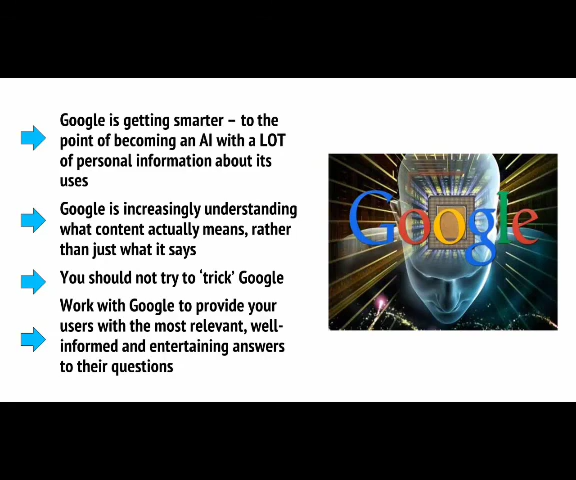 Google is getting smarter – to the
point of becoming an AI with a LOT
of personal information about its
uses
Google is increasingly understanding
what content actually means, rather
than just what it says
You should not try to ‘trick’ Google
Work with Google to provide your
users with the most relevant, well-
informed and entertaining answers
to their questions
Google